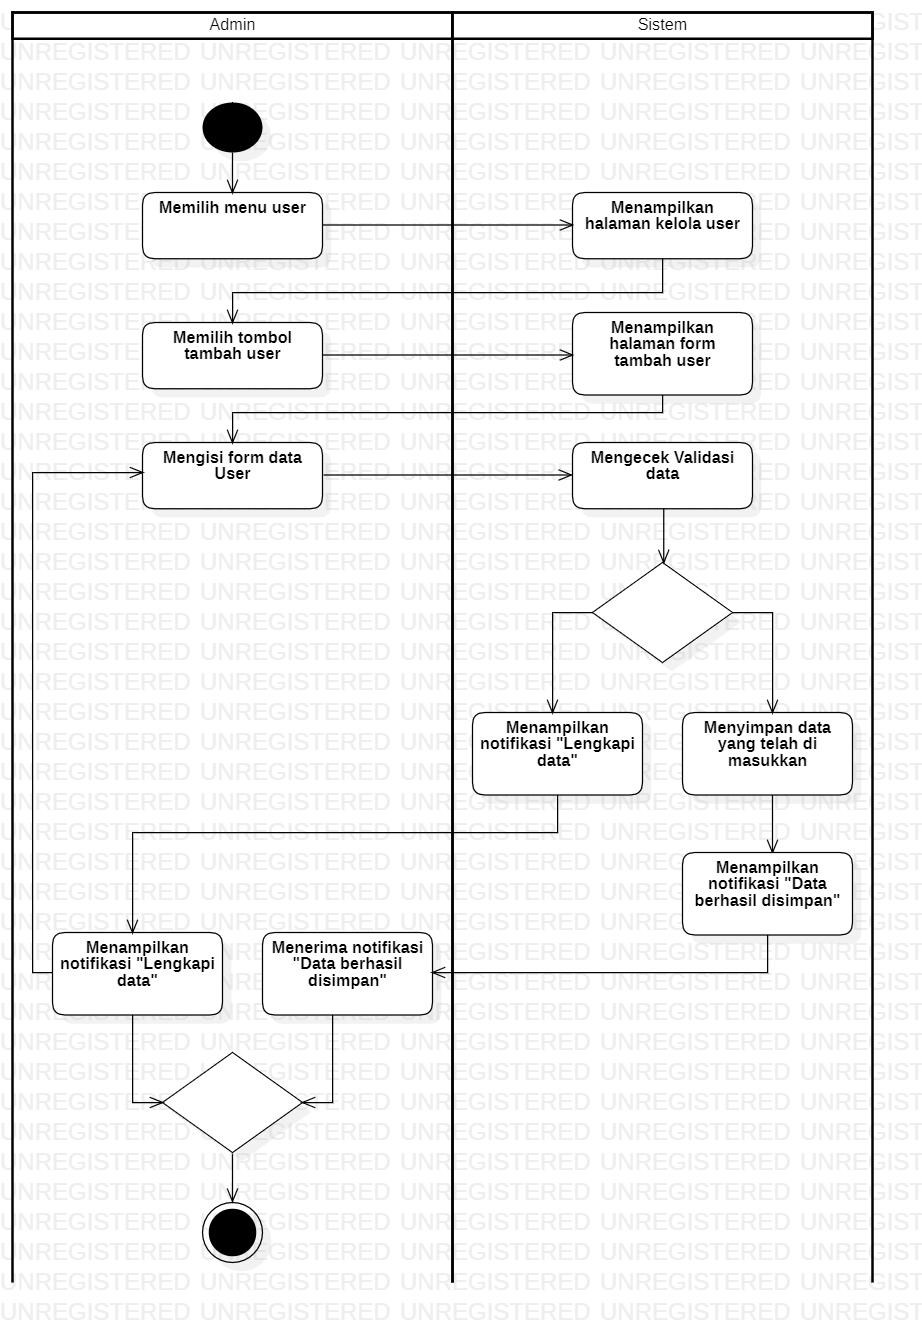 Admin
Sistem
Memilih menu user
Menampilkan
halaman kelola user
Memilih tombol
tambah user
Menampilkan
halaman form
tambah user
Mengisi form data
User
Mengecek Validasi
data
Menampilkan
notifikasi "Lengkapi
data"
Menyimpan data
yang telah di
masukkan
Menampilkan
notifikasi "Data
berhasil disimpan"
Menampilkan
notifikasi "Lengkapi
data"
Menerima notifikasi
"Data berhasil
disimpan"
UNREGISTERED